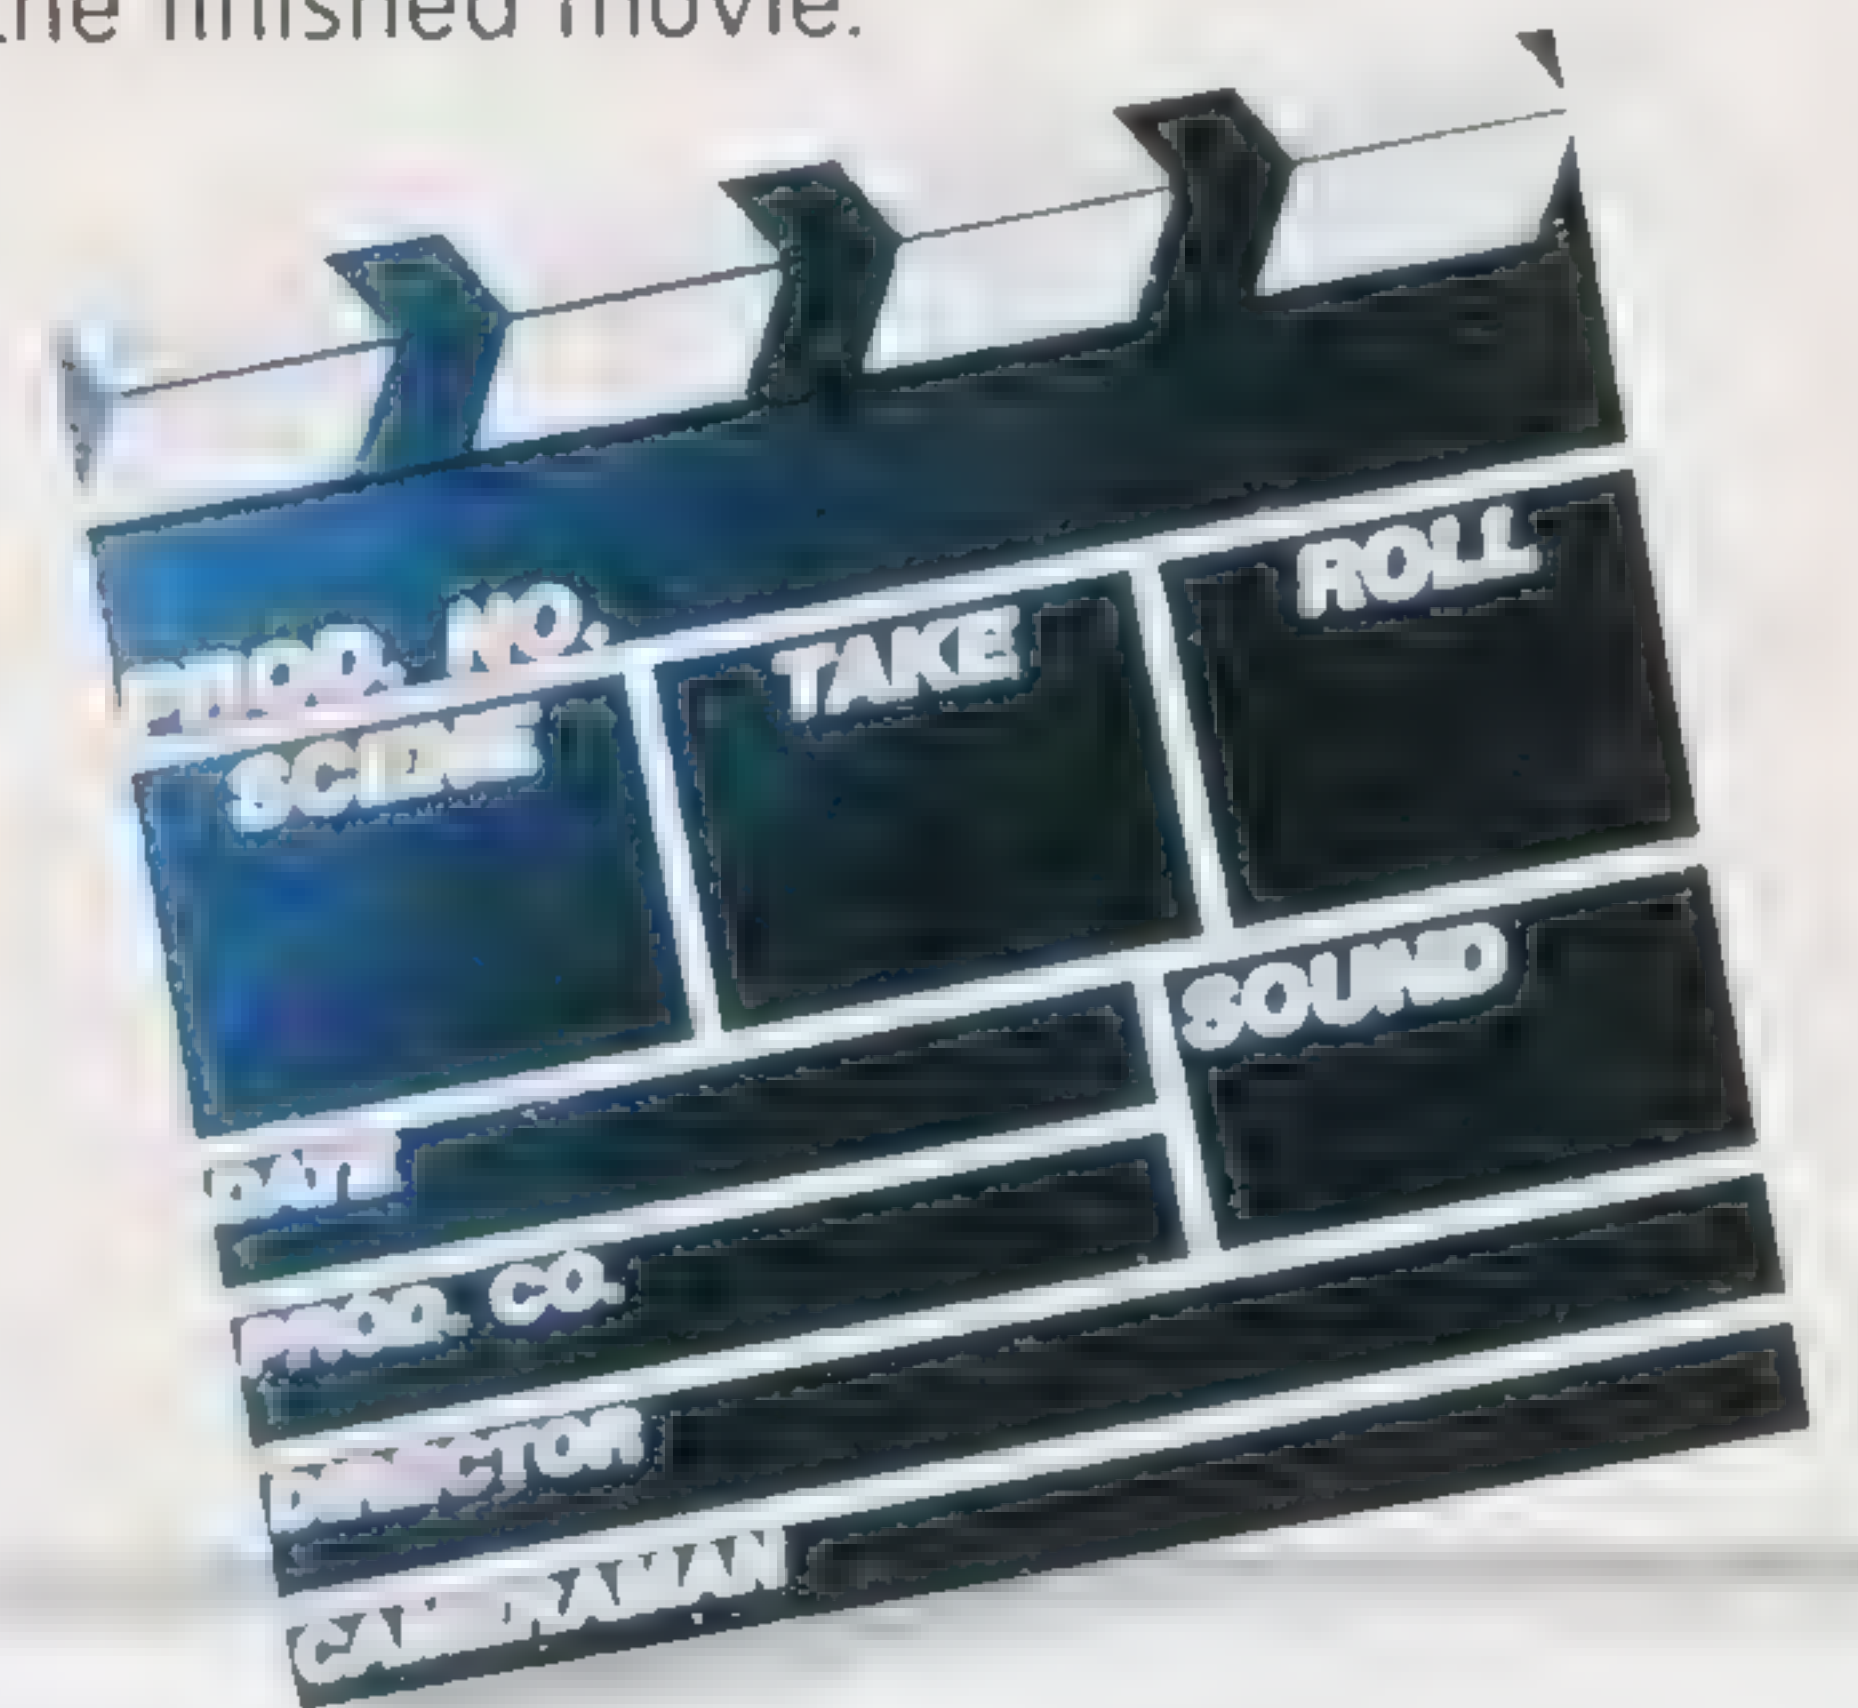 the finished movie.
PROD. NO.
SCENE
TAKE
ROLL
DATE
SOUND
PROD. CO.
DIRECTOR
CAMERAMAN